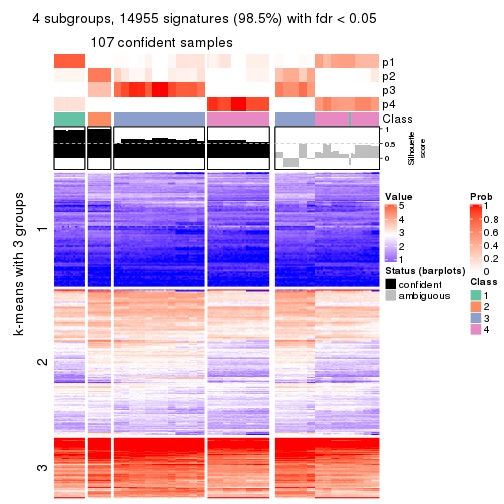 4 subgroups, 14955 signatures (98.5%) with fdr < 0.05
107 confident samples
p1
p2
p3
p4
Class
1
0.5
0
Silhouette
score
k-means with 3 groups
1
2
3
Value
5
4
3
2
1
Status (barplots)
confident
ambiguous
Prob
1
0.8
0.6
0.4
0.2
0
Class
1
2
3
4